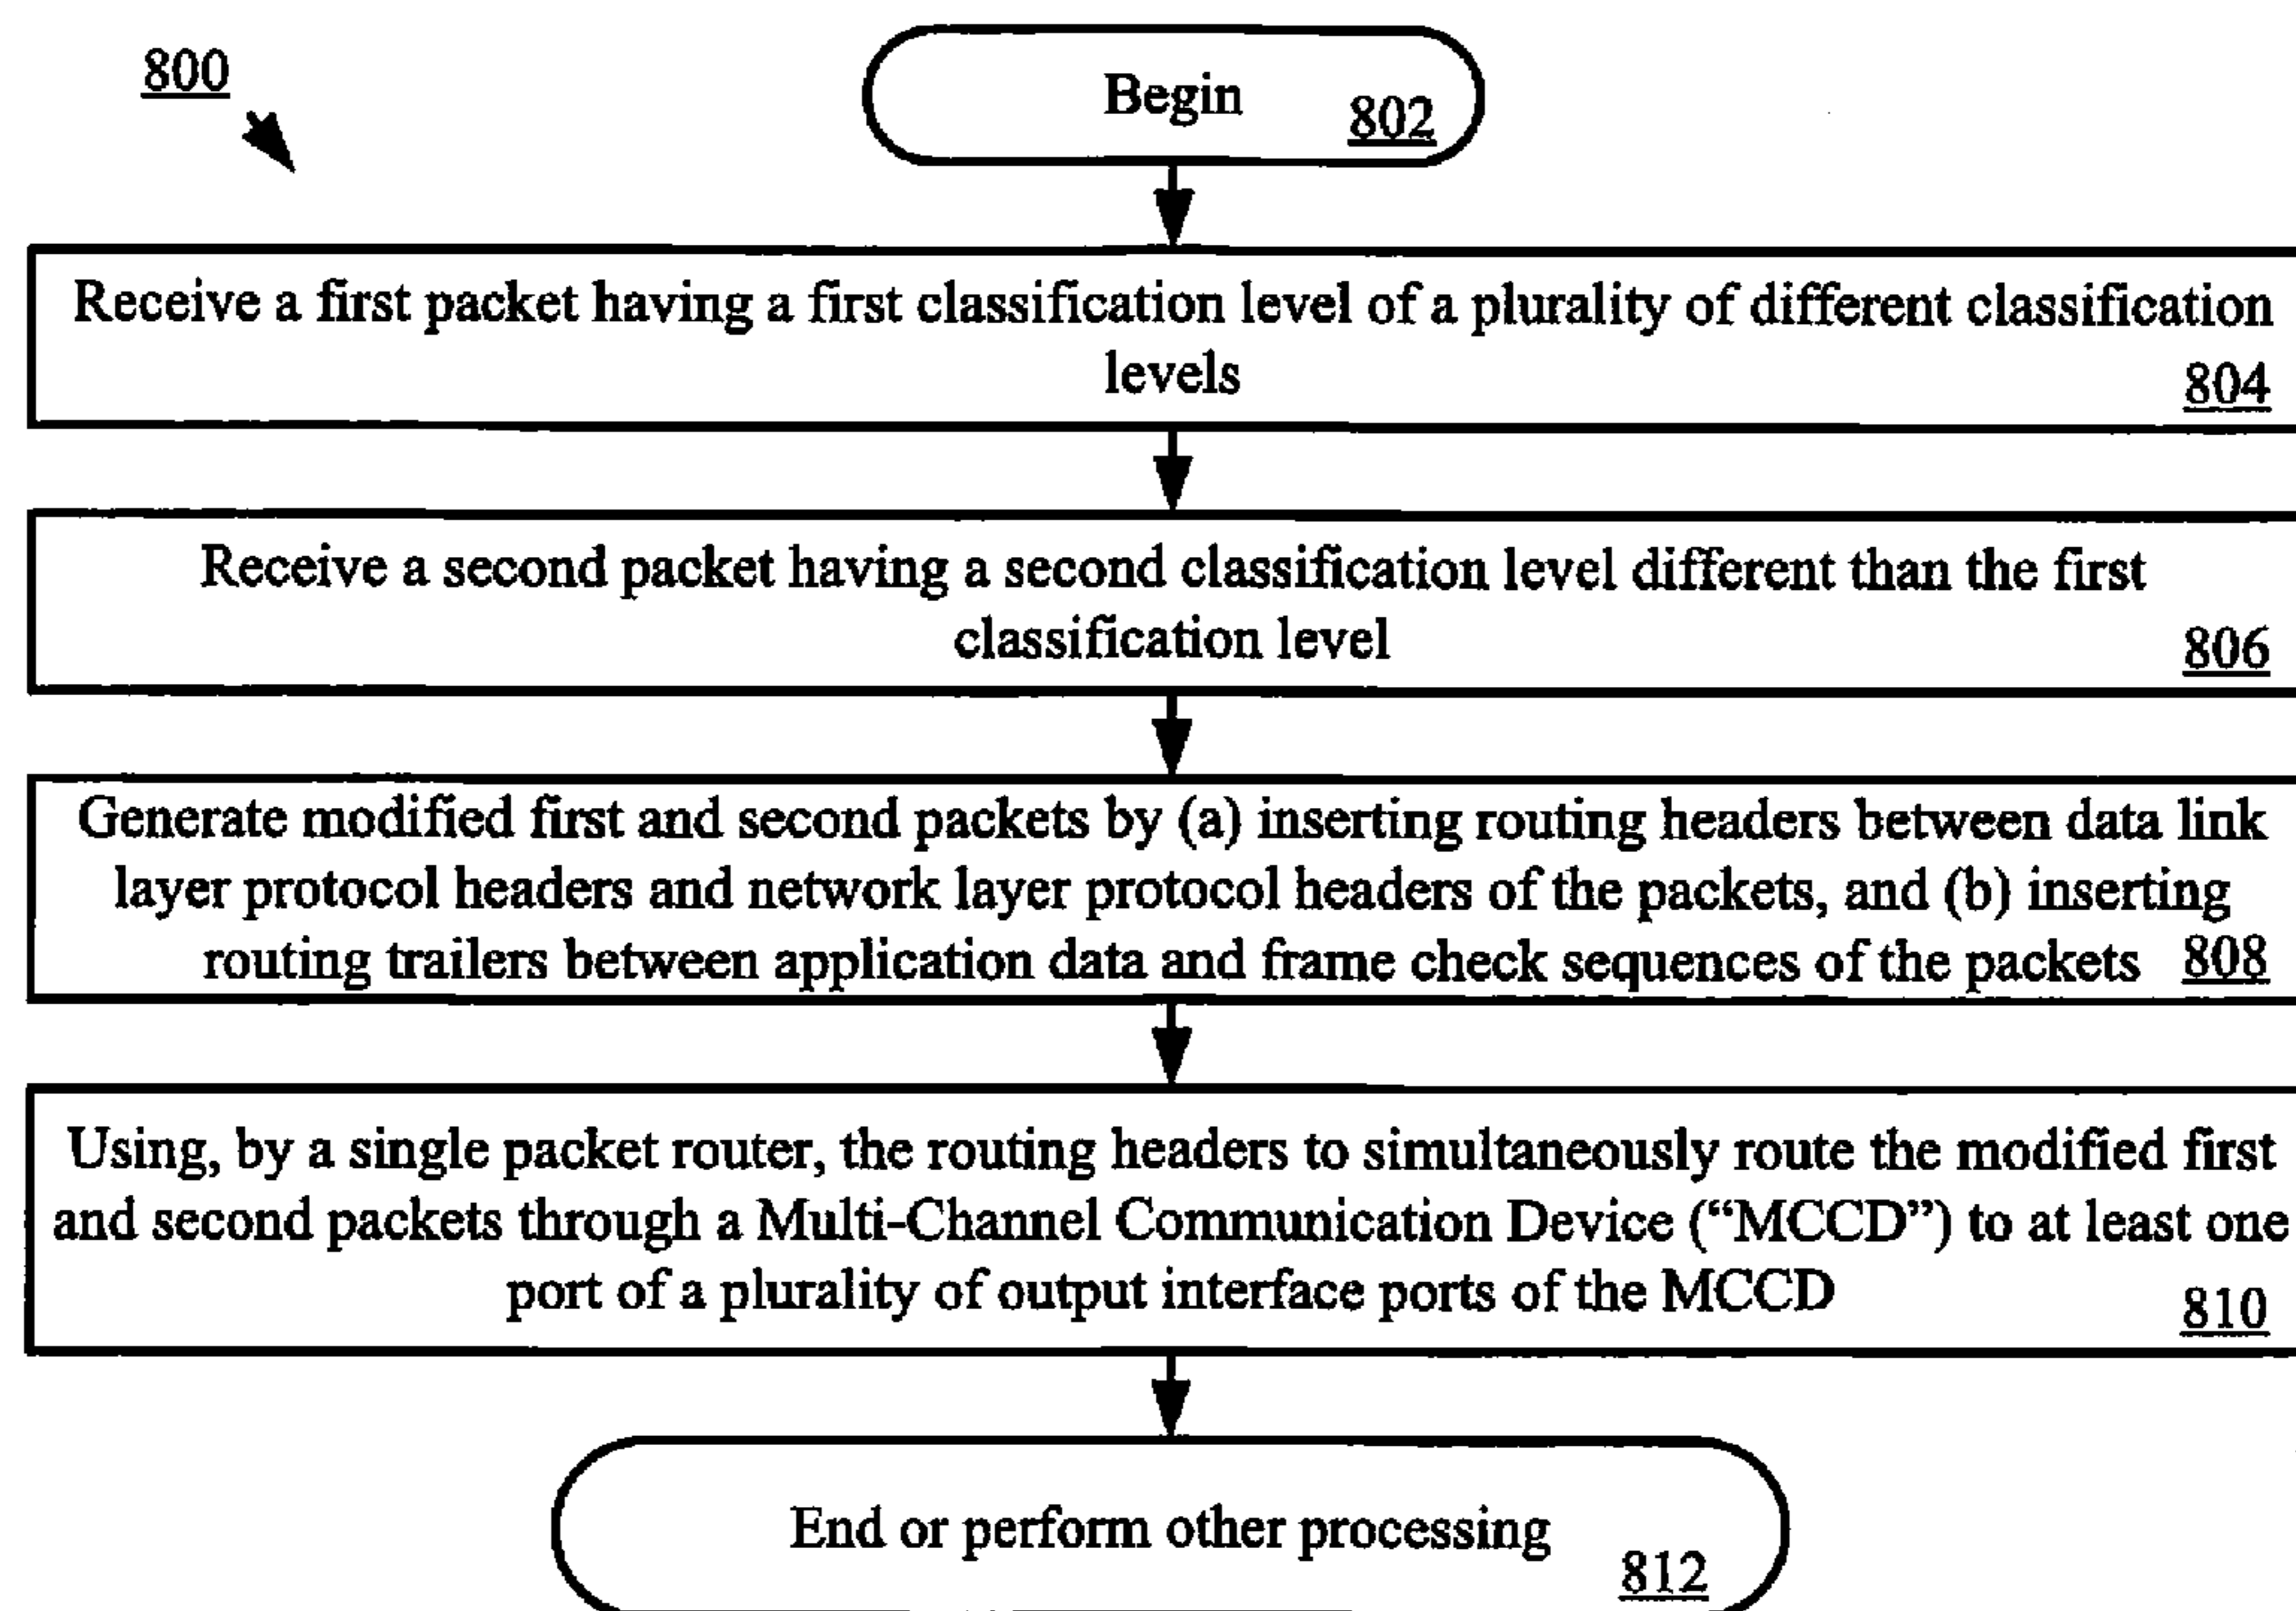 800
Begin 802
Receive a first packet having a first classification level of a plurality of different classification
levels
804
Receive a second packet having a second classification level different than the first
classification level
806
Generate modified first and second packets by (a) inserting routing headers between data link
layer protocol headers and network layer protocol headers of the packets, and (b) inserting
routing trailers between application data and frame check sequences of the packets 808
Using, by a single packet router, the routing headers to simultaneously route the modified first
and second packets through a Multi-Channel Communication Device (“MCCD”) to at least one
port of a plurality of output interface ports of the MCCD
810
End or perform other processing
812